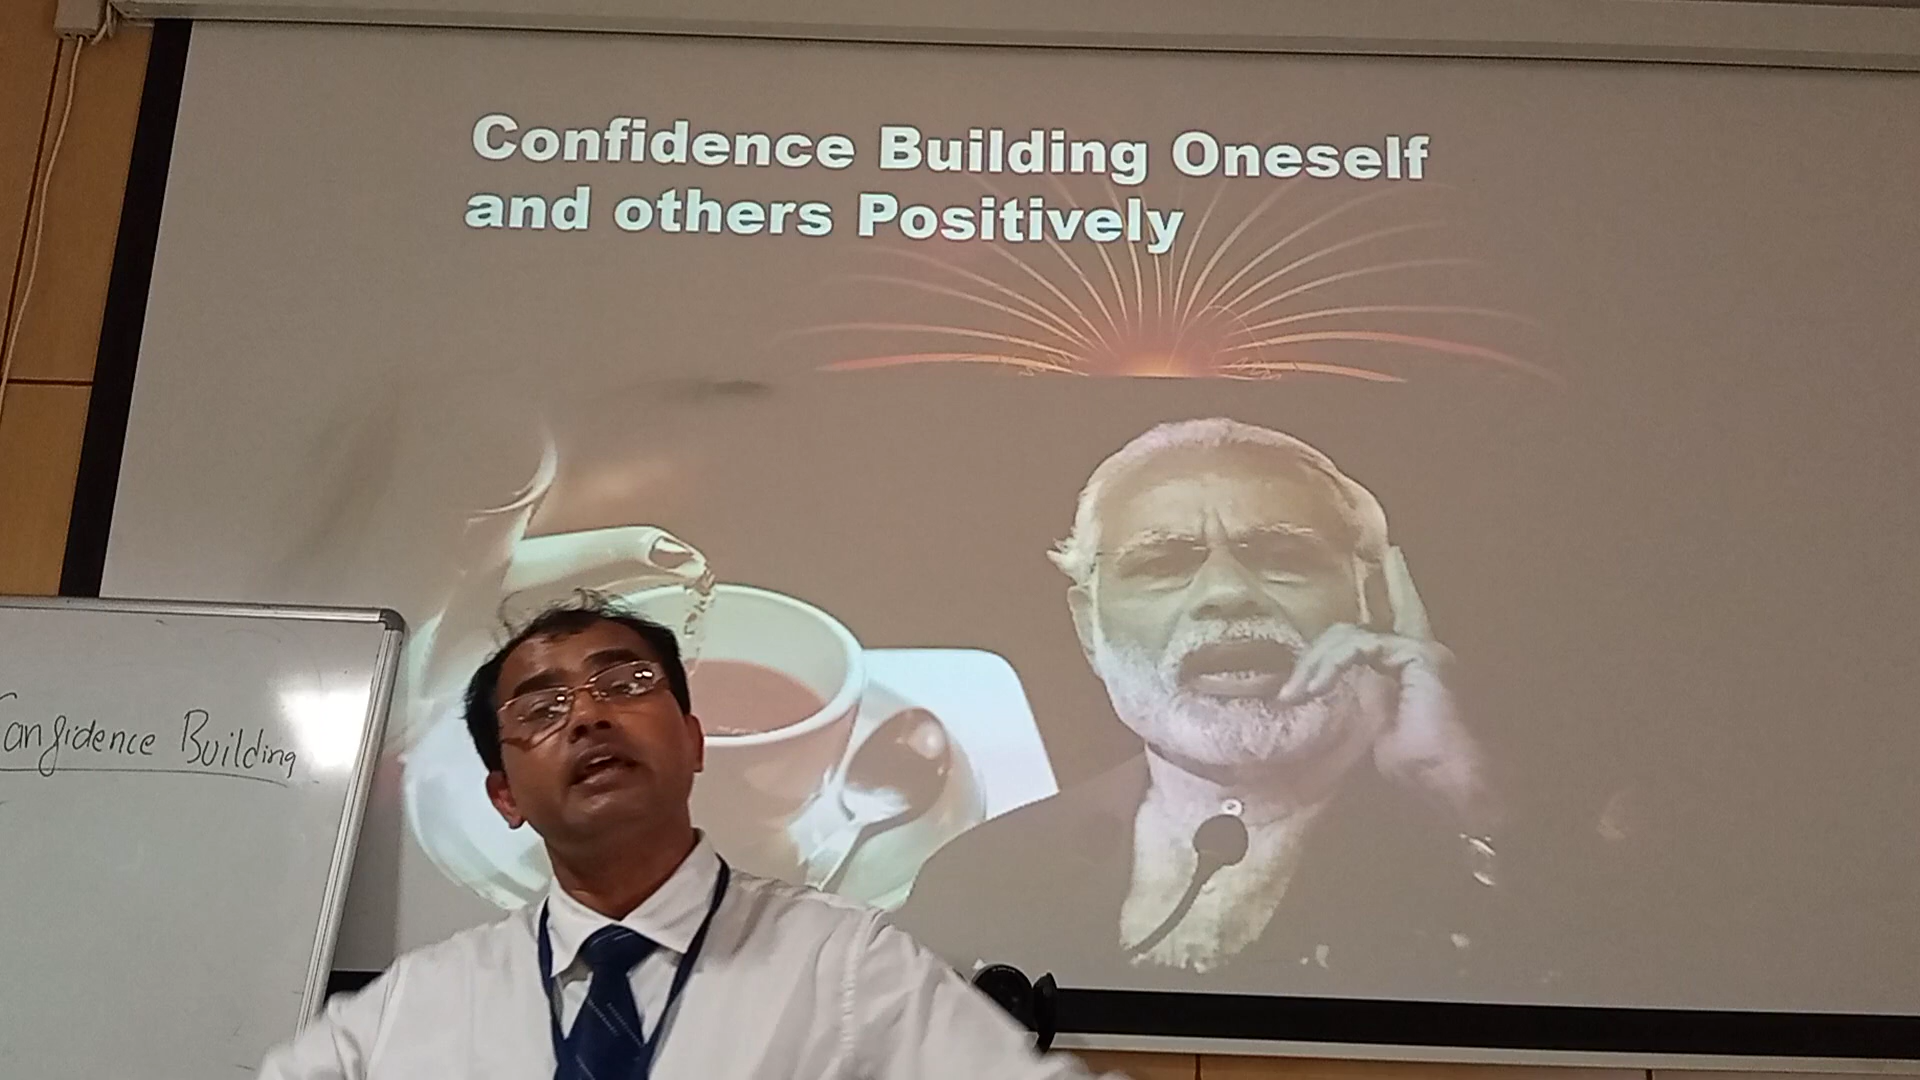 Confidence Building Oneself
and others Positively
Confidence Building